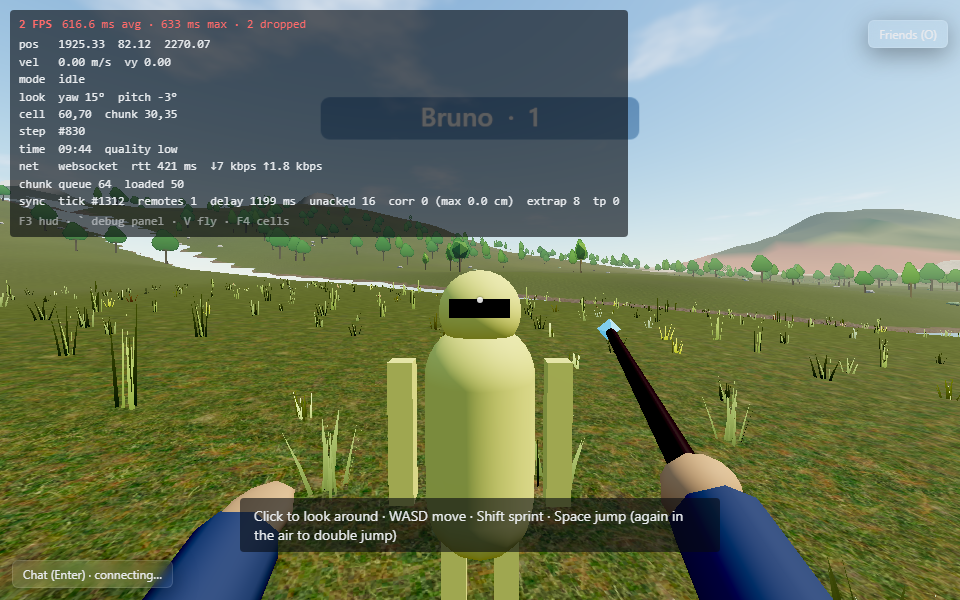 2 FPS 616.6 ms avg · 633 ms max · 2 dropped
Friends (O)
pos 1925.33 82.12 2270.07
vel 0.00 m/s vy 0.00
mode idle
look yaw 15° pitch -3°
cell 60,70 chunk 30,35
Bruno · 1
step #830
time 09:44 quality low
net websocket rtt 421 ms ↓7 kbps ↑1.8 kbps
chunk queue 64 loaded 50
sync tick #1312 remotes 1 delay 1199 ms unacked 16 corr 0 (max 0.0 cm) extrap 8 tp 0
F3 hud · ` debug panel · V fly · F4 cells
Click to look around · WASD move · Shift sprint · Space jump (again in
the air to double jump)
Chat (Enter) · connecting...